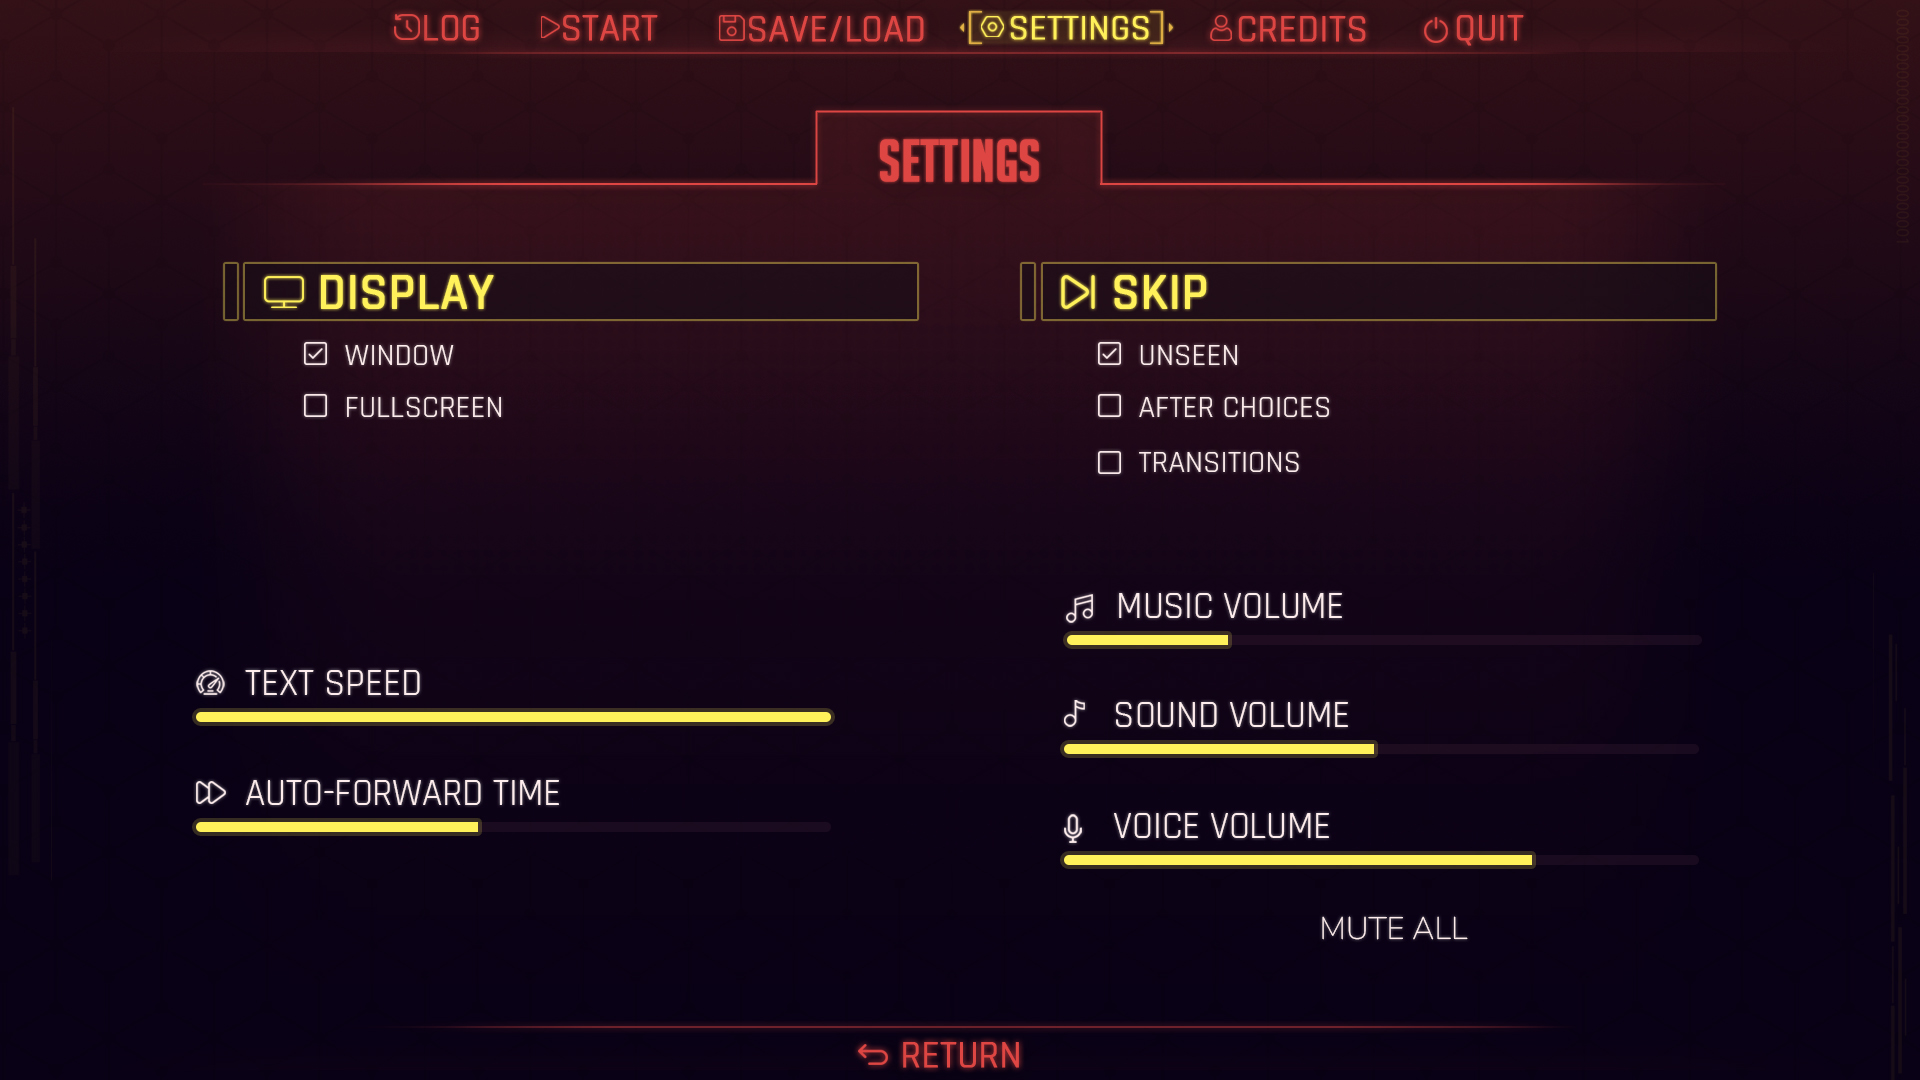 LOG START SAVE/LOAD SETTINGS CREDITS QUIT
SETTINGS
DISPLAY
WINDOW
FULLSCREEN
TEXT SPEED
AUTO-FORWARD TIME
SKIP
UNSEEN
AFTER CHOICES
TRANSITIONS
MUSIC VOLUME
SOUND VOLUME
VOICE VOLUME
MUTE ALL
RETURN